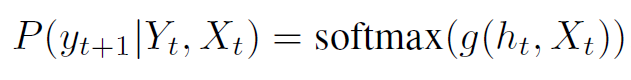 P(y_{t+1}|Y_t, X_t) = softmax(g(h_t, X_t))